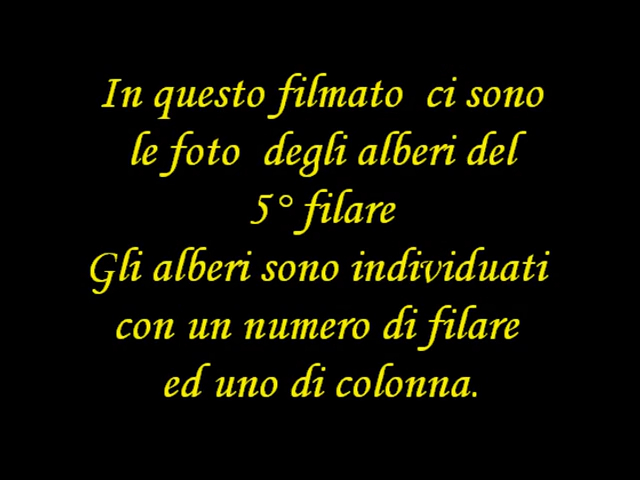 In questo filmato ci sono
le foto degli alberi del
5° filare
Gli alberi sono individuati
con un numero di filare
ed uno di colonna.